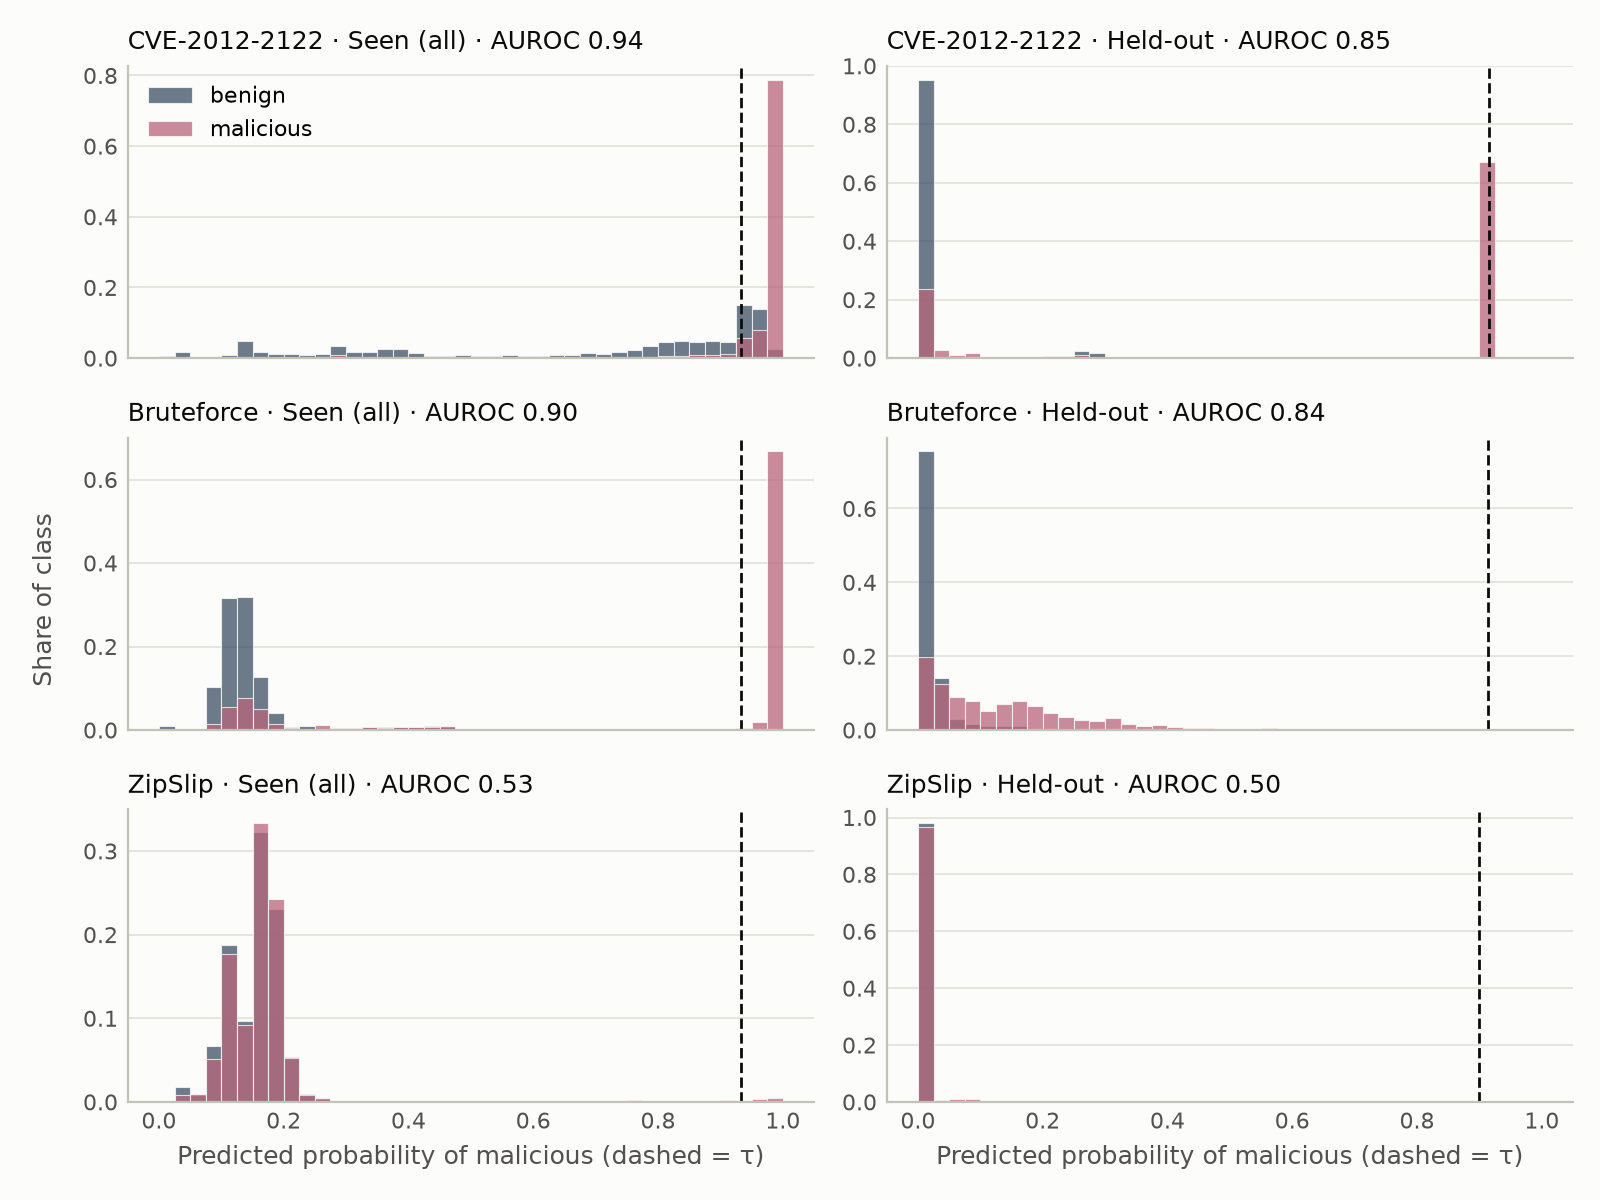 CVE-2012-2122 · Seen (all) · AUROC 0.94
0.8
0.6
0.4
0.2
0.0
benign
malicious
CVE-2012-2122 · Held-out · AUROC 0.85
1.0
0.8
0.6
0.4
0.2
0.0
Bruteforce · Seen (all) · AUROC 0.90
0.6
0.4
0.2
0.0
Bruteforce · Held-out · AUROC 0.84
0.6
0.4
0.2
0.0
Share of class
ZipSlip · Seen (all) · AUROC 0.53
0.3
0.2
0.1
0.0
0.0 0.2 0.4 0.6 0.8 1.0
Predicted probability of malicious (dashed = τ)
ZipSlip · Held-out · AUROC 0.50
1.0
0.8
0.6
0.4
0.2
0.0
0.0 0.2 0.4 0.6 0.8 1.0
Predicted probability of malicious (dashed = τ)